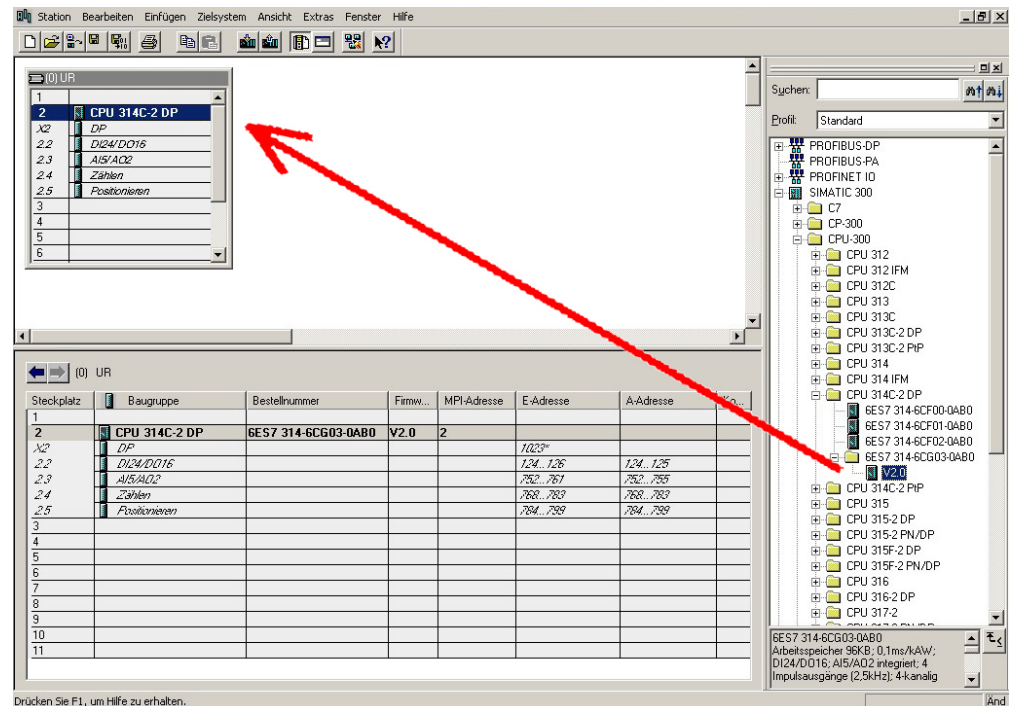 Station Bearbeiten Einfügen Zielsystem Ansicht Extras Fenster Hilfe
(0) UR
1
2 CPU 314C-2 DP
X2 DP
2.2 DI24/DO16
2.3 AI5/AO2
2.4 Zählen
2.5 Positionieren
3
4
5
6
(0) UR
Steckplatz Baugruppe Bestellnummer Firmw... MPI-Adresse E-Adresse A-Adresse
1
2 CPU 314C-2 DP 6ES7 314-6CG03-0AB0 V2.0 2
X2 DP 1023*
2.2 DI24/DO16 124...126 124...125
2.3 AI5/AO2 752...761 752...755
2.4 Zählen 768...783 768...783
2.5 Positionieren 784...799 784...799
3
4
5
6
7
8
9
10
11
Suchen:
Profil: Standard
PROFIBUS-DP
PROFIBUS-PA
PROFINET IO
SIMATIC 300
C7
CP-300
CPU-300
CPU 312
CPU 312 IFM
CPU 312C
CPU 313
CPU 313C
CPU 313C-2 DP
CPU 313C-2 PtP
CPU 314
CPU 314 IFM
CPU 314C-2 DP
6ES7 314-6CF00-0AB0
6ES7 314-6CF01-0AB0
6ES7 314-6CF02-0AB0
6ES7 314-6CG03-0AB0
V2.0
CPU 314C-2 PtP
CPU 315
CPU 315-2 DP
CPU 315-2 PN/DP
CPU 315F-2 DP
CPU 315F-2 PN/DP
CPU 316
CPU 316-2 DP
CPU 317-2
6ES7 314-6CG03-0AB0
Arbeitsspeicher 96KB; 0,1ms/kAW;
DI24/DO16; AI5/AO2 integriert; 4
Impulsausgänge (2,5kHz); 4-kanalig
Drücken Sie F1, um Hilfe zu erhalten.
Änd